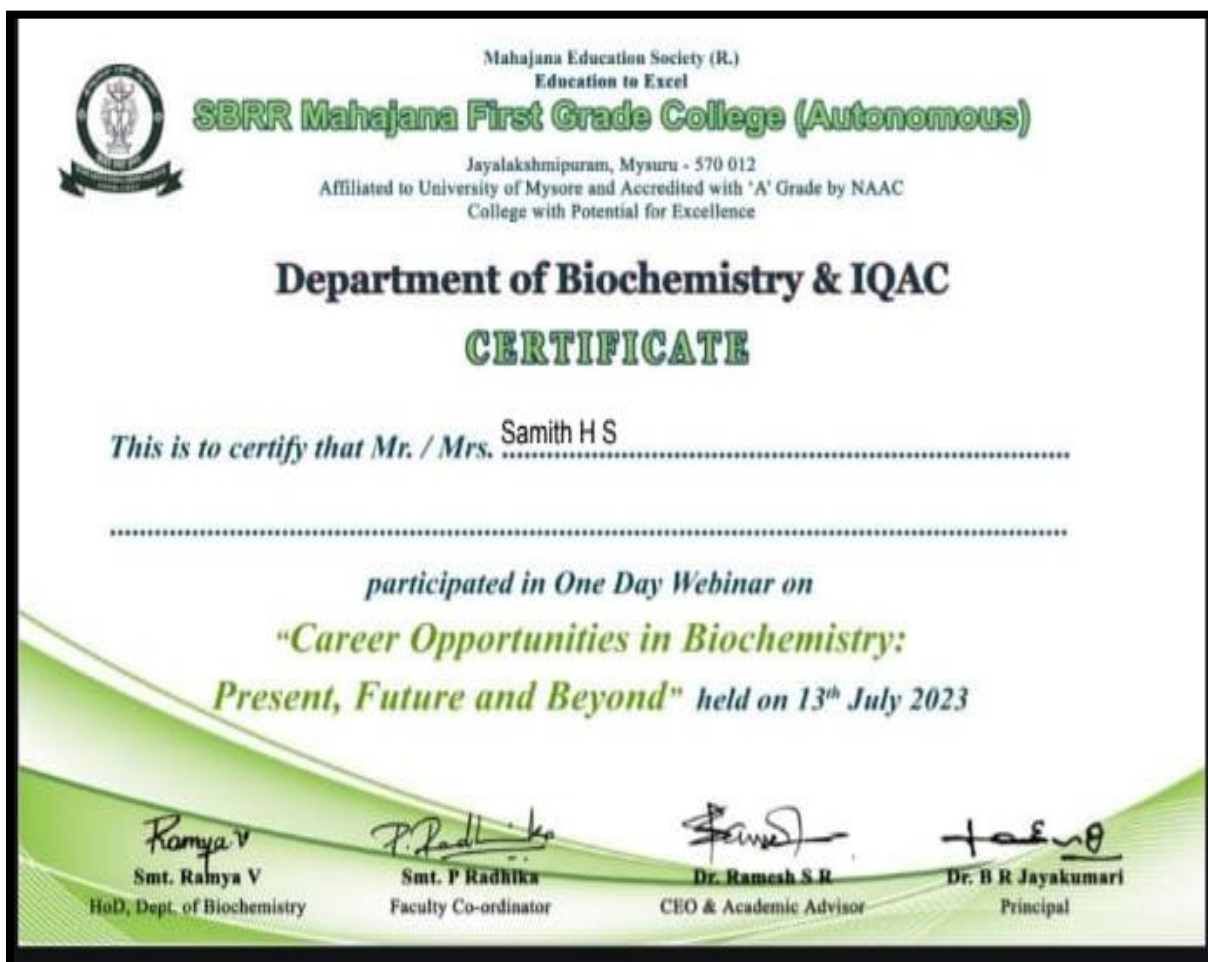 Mahajana Education Society (R.)
Education to Excel
SBRR Mahajana First Grade College (Autonomous)
Jayalakshmipuram, Mysuru - 570 012
Affiliated to University of Mysore and Accredited with 'A' Grade by NAAC
College with Potential for Excellence
Department of Biochemistry & IQAC
CERTIFICATE
This is to certify that Mr. / Mrs. Samith H S
participated in One Day Webinar on
"Career Opportunities in Biochemistry:
Present, Future and Beyond" held on 13th July 2023
Ramya V
P. Radhika
Smt. Ramya V
Smt. P Radhika
Dr. Ramesh S R
Dr. B R Jayakumari
HoD, Dept. of Biochemistry
Faculty Co-ordinator
CEO & Academic Advisor
Principal